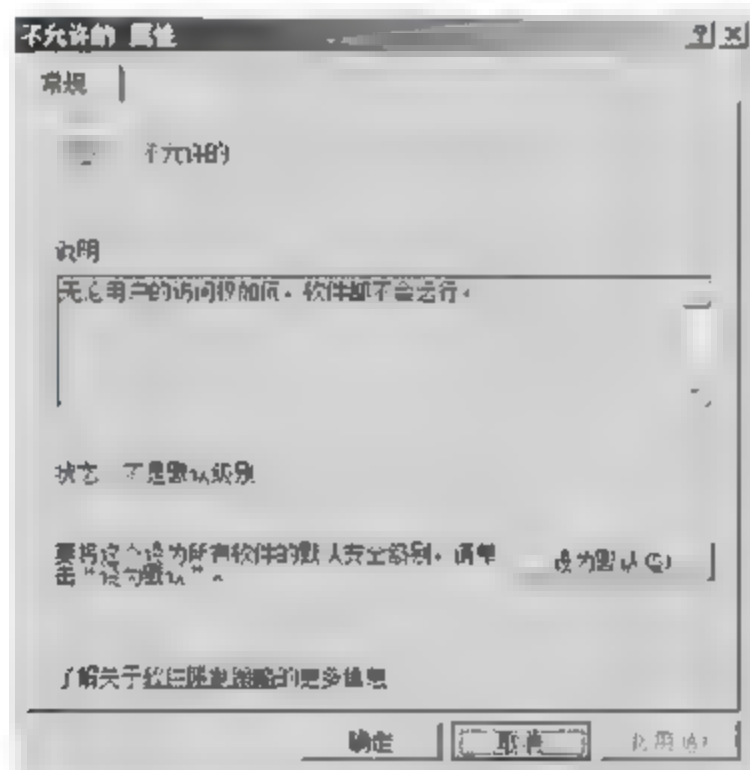 不允许的 属性
常规
不允许的
说明
无论用户的访问权如何，软件都不会运行。
状态 不是默认级别
要将这个设为所有软件的默认安全级别，请单
击“设为默认”。
设为默认(S)
了解关于软件限制策略的更多信息
确定
取消
应用(A)